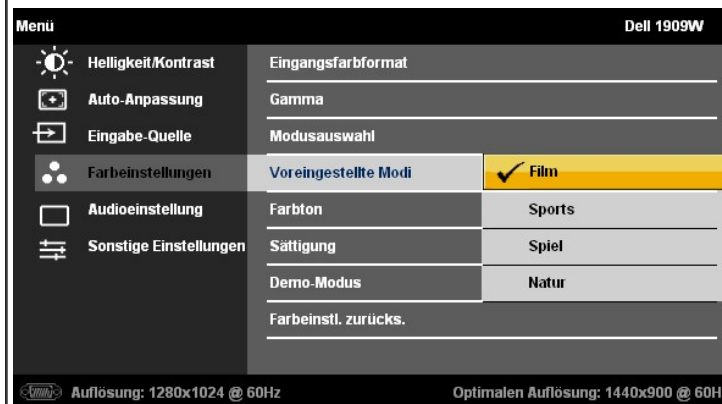 Menü
Dell 1909W
Helligkeit/Kontrast
Auto-Anpassung
Eingabe-Quelle
Farbeinstellungen
Audioeinstellung
Sonstige Einstellungen
Eingangsfarbformat
Gamma
Modusauswahl
Voreingestellte Modi
Farbton
Sättigung
Demo-Modus
Farbeinstl. zurücks.
Film
Sports
Spiel
Natur
Auflösung: 1280x1024 @ 60Hz
Optimalen Auflösung: 1440x900 @ 60H